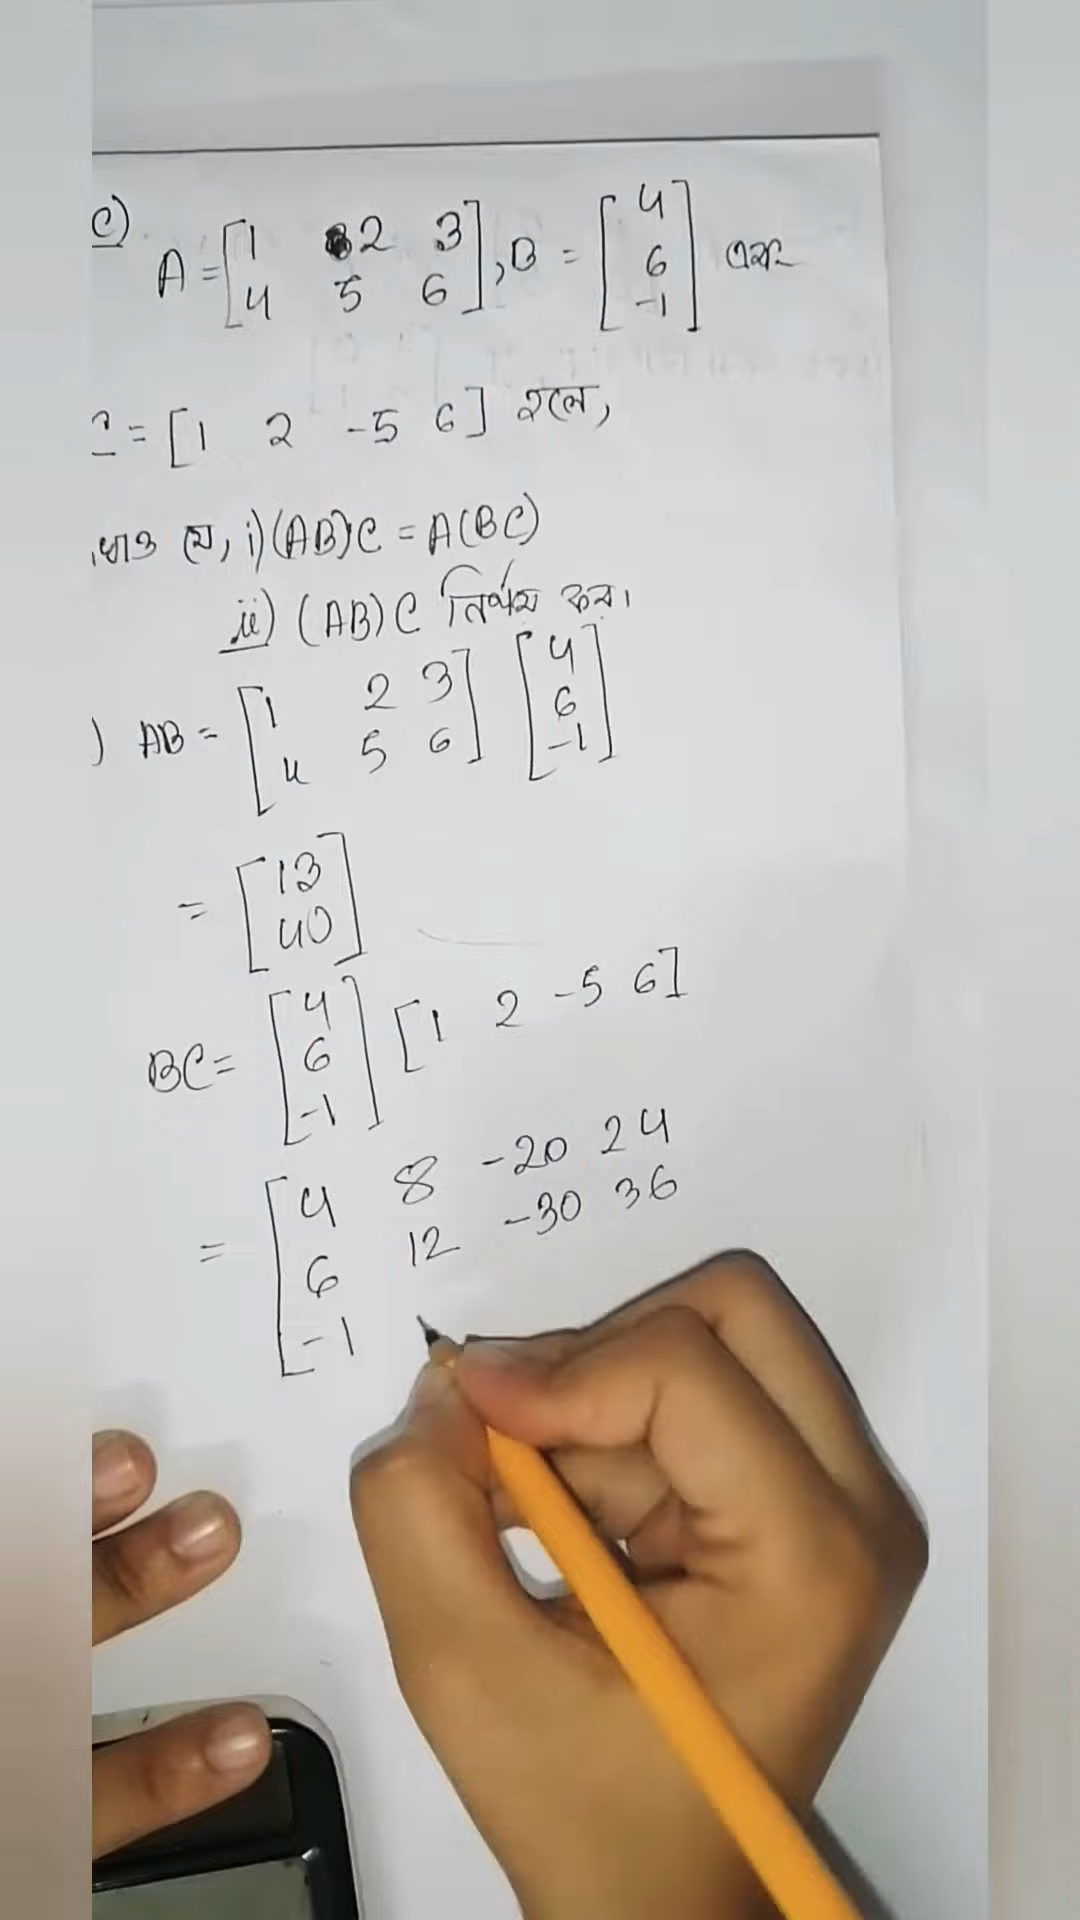 c)
A = [1 2 3], B = [4] এবং
[4 5 6] [6]
[-1]
C = [1 2 -5 6] হলে,
যে, i) (AB)C = A(BC)
ii) (AB)C নির্ণয় কর।
) AB = [1 2 3] [4]
[4 5 6] [6]
[-1]
= [13]
[40]
BC = [4] [1 2 -5 6]
[6]
[-1]
= [4 8 -20 24
6 12 -30 36
-1